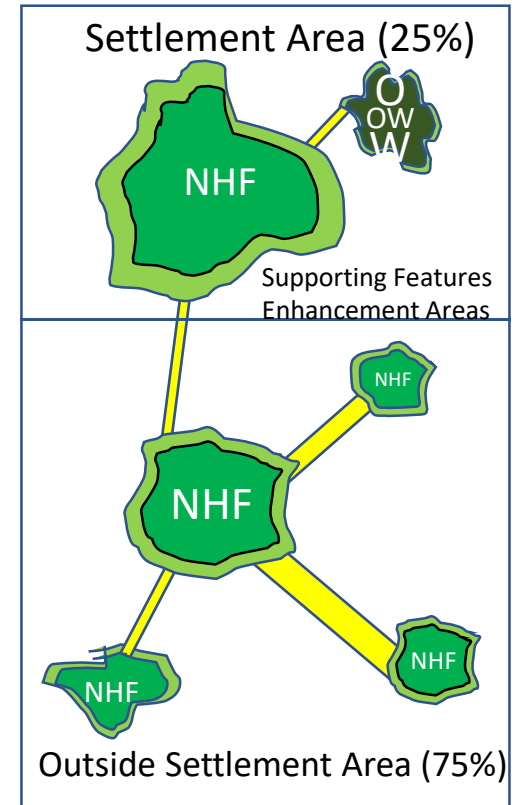 Settlement Area (25%)
O
OW
W
NHF
Supporting Features
Enhancement Areas
NHF
NHF
NHF
NHF
Outside Settlement Area (75%)